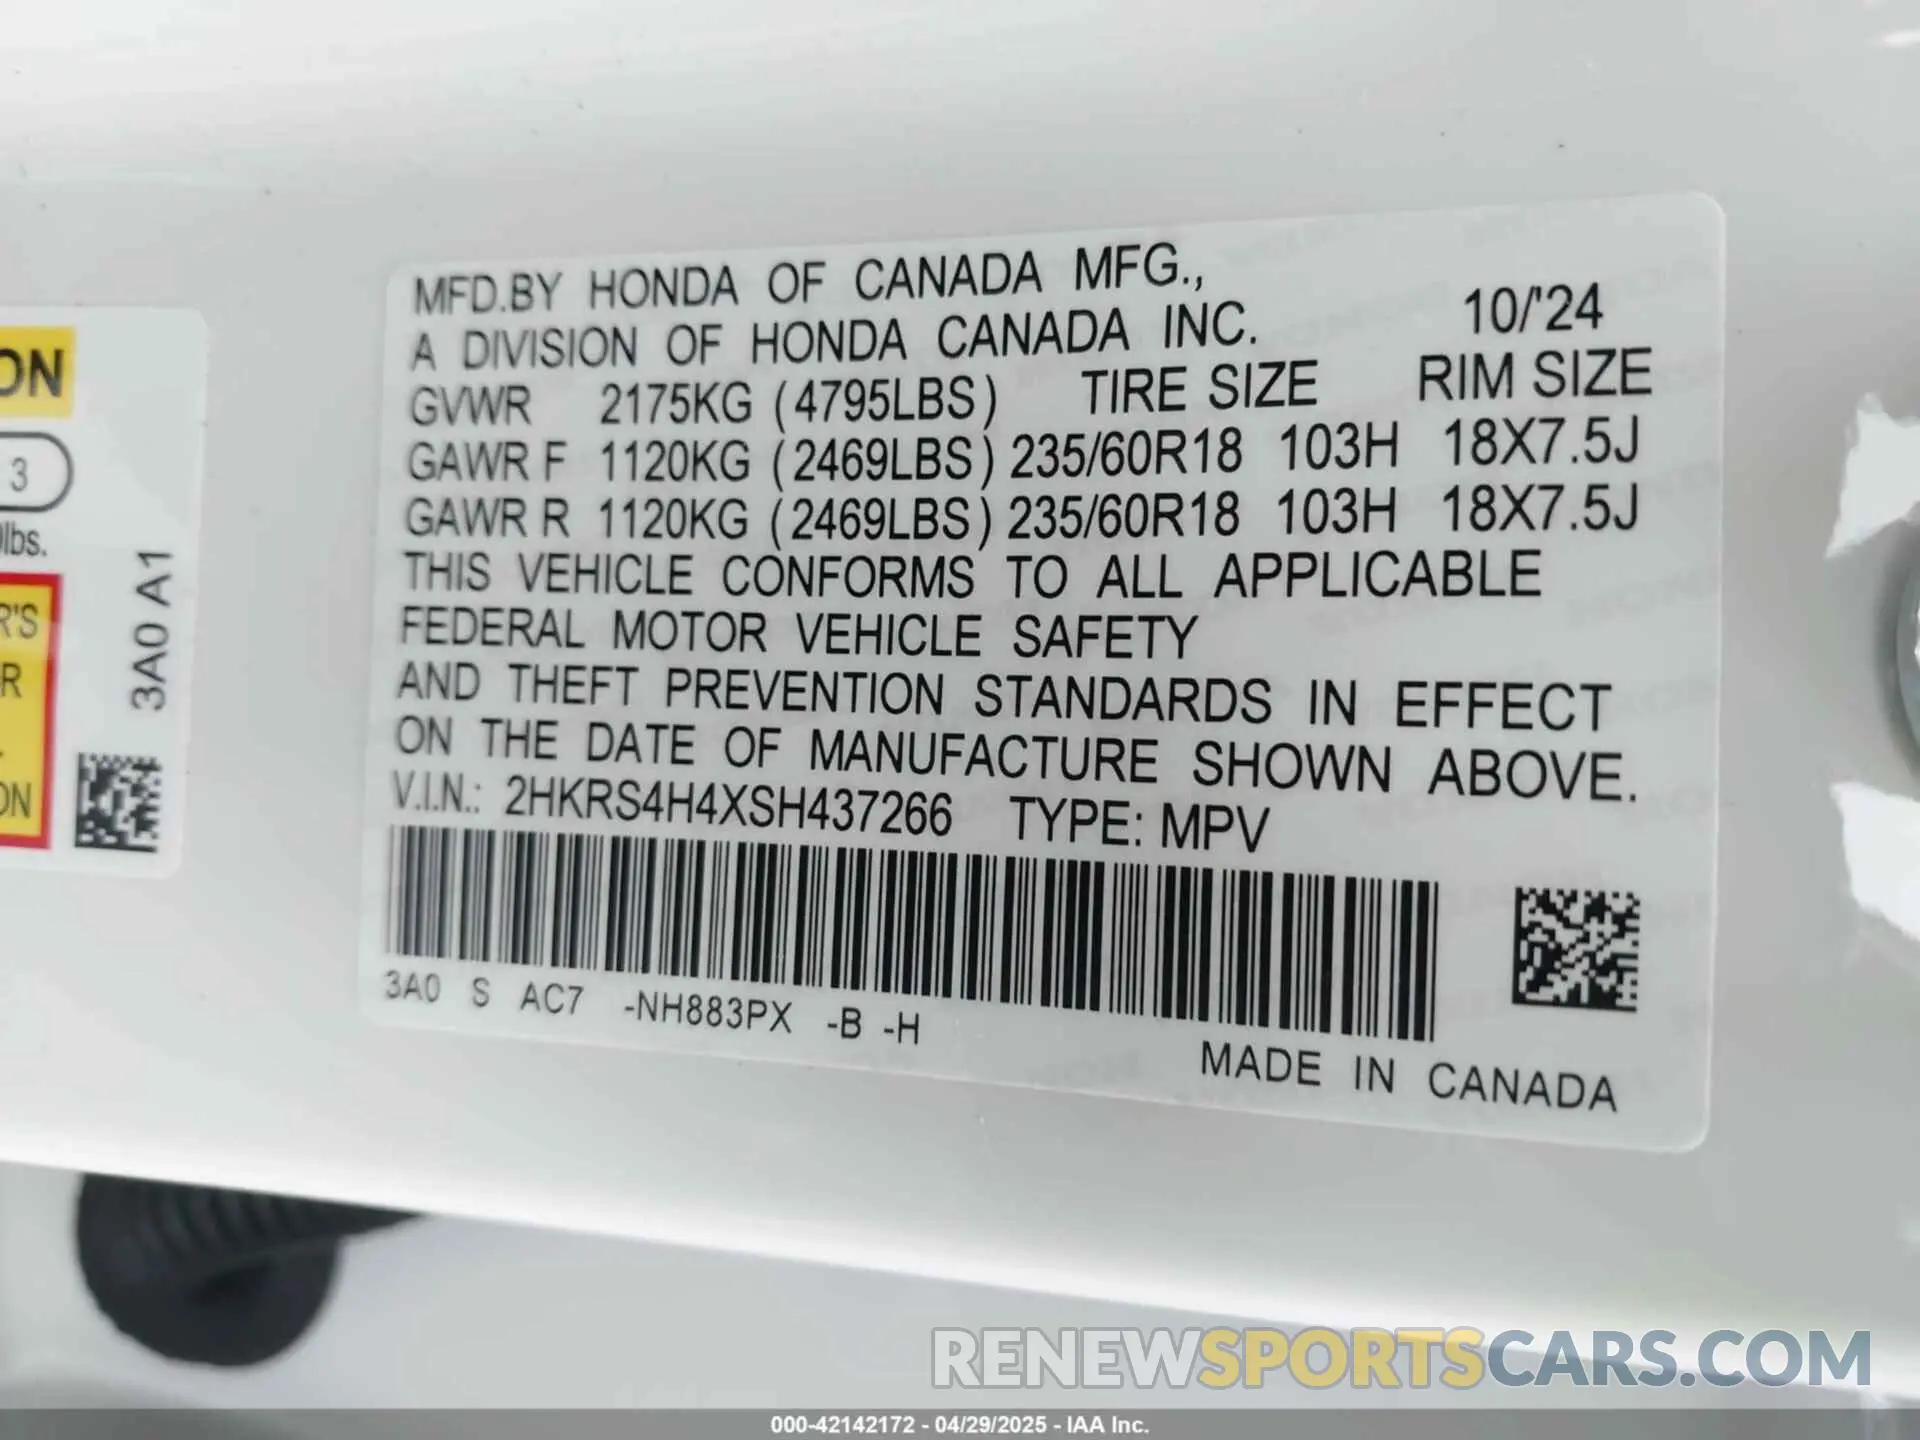 MFD.BY HONDA OF CANADA MFG.,
A DIVISION OF HONDA CANADA INC. 10/'24
GVWR 2175KG (4795LBS) TIRE SIZE RIM SIZE
GAWR F 1120KG (2469LBS) 235/60R18 103H 18X7.5J
GAWR R 1120KG (2469LBS) 235/60R18 103H 18X7.5J
THIS VEHICLE CONFORMS TO ALL APPLICABLE
FEDERAL MOTOR VEHICLE SAFETY
AND THEFT PREVENTION STANDARDS IN EFFECT
ON THE DATE OF MANUFACTURE SHOWN ABOVE.
V.I.N.: 2HKRS4H4XSH437266 TYPE: MPV
3A0 S AC7 -NH883PX -B -H
MADE IN CANADA
ON
3
lbs.
R'S
R
ON
3A0 A1
RENEWSPORTSCARS.COM
000-42142172 - 04/29/2025 - IAA Inc.